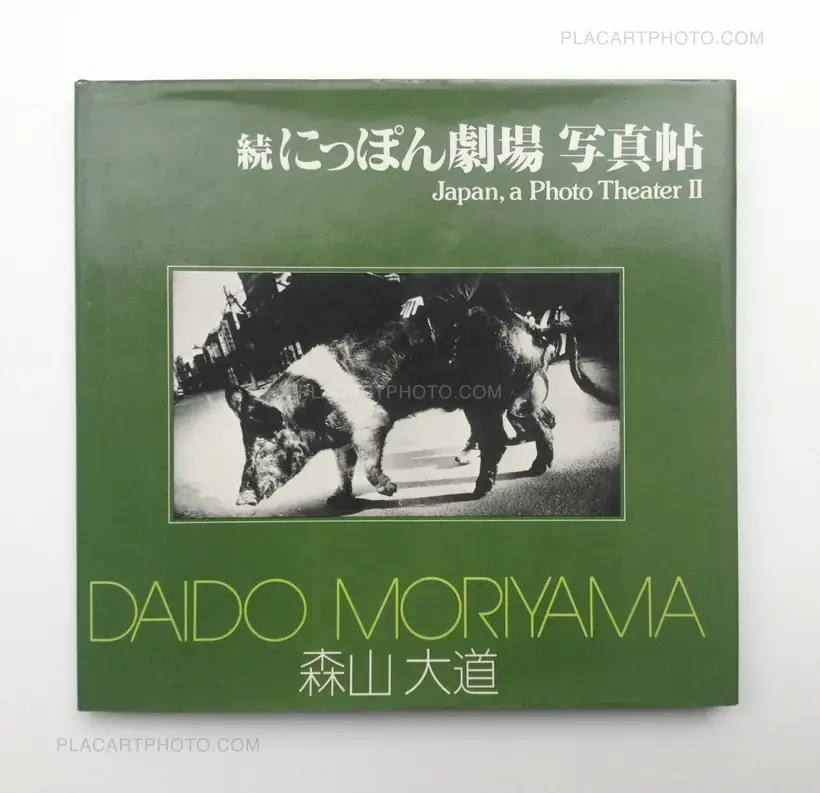 PLACARTPHOTO.COM
続 にっぽん劇場 写真帖
Japan, a Photo Theater II
PLACARTPHOTO.COM
DAIDO MORIYAMA
森山 大道
PLACARTPHOTO.COM